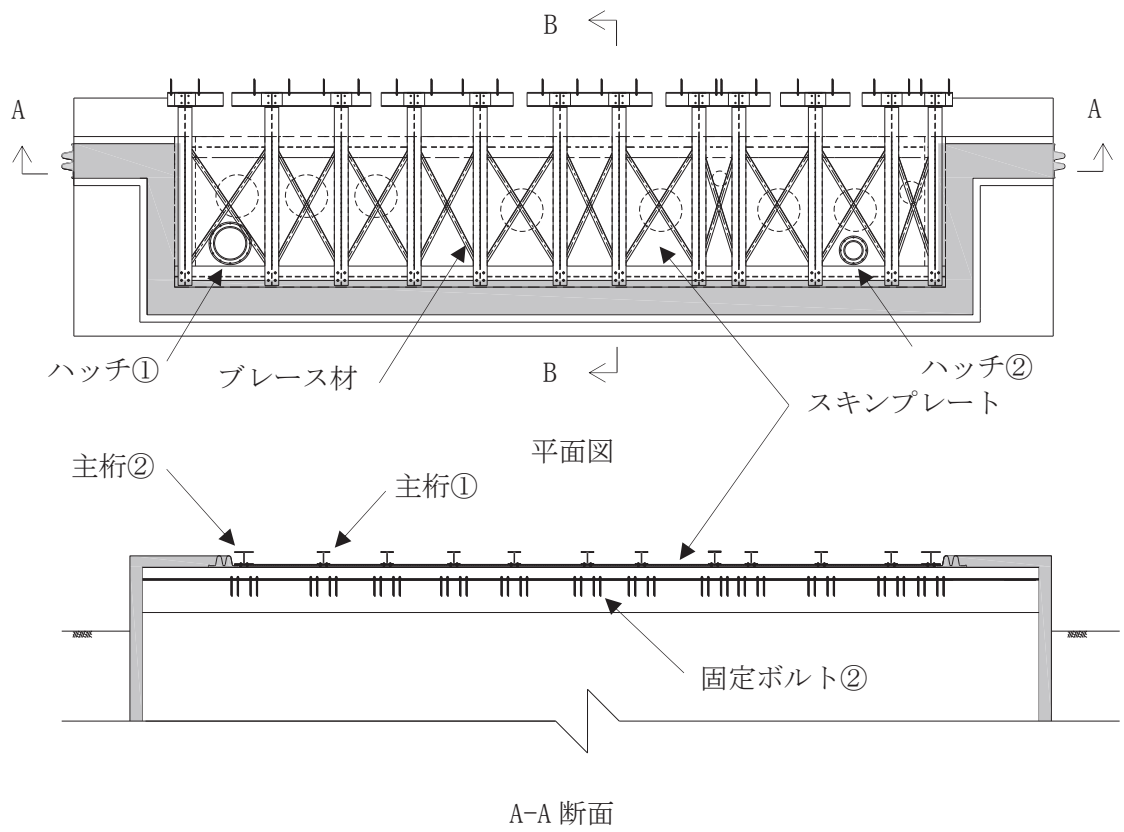 B
A
A
ハッチ①
ブレース材
B
ハッチ②
スキンプレート
平面図
主桁②
主桁①
固定ボルト②
A-A 断面